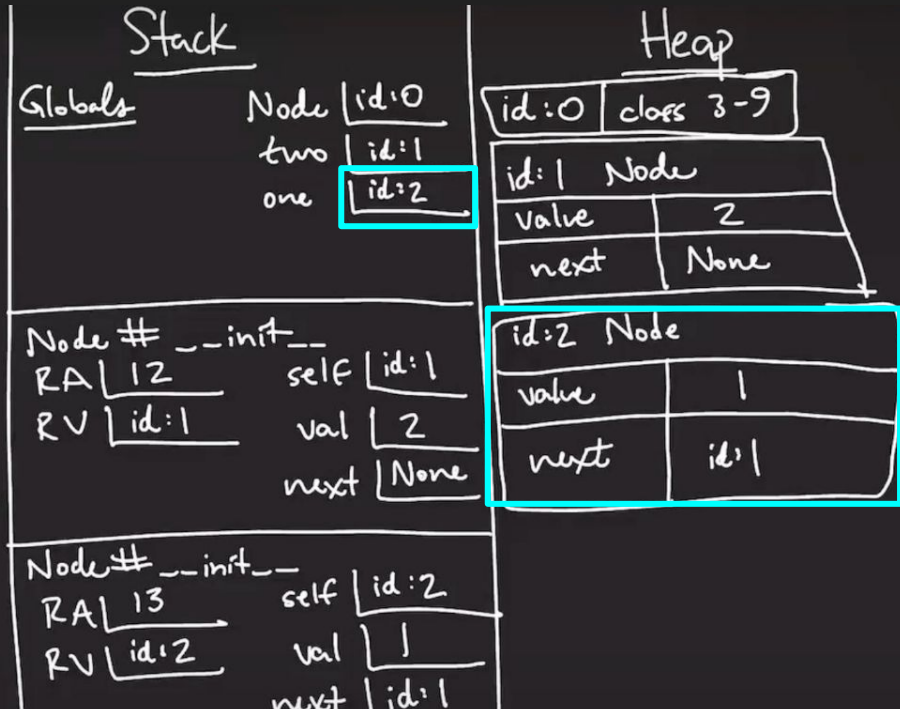 Stack
Globals
Node id:0
two id:1
one id:2
Node # __init__
RA 12
RV id:1
self id:1
val 2
next None
Node# __init__
RA 13
RV id:2
self id:2
val 1
next id:1
Heap
id:0 class 3-9
id:1 Node
value 2
next None
id:2 Node
value 1
next id:1